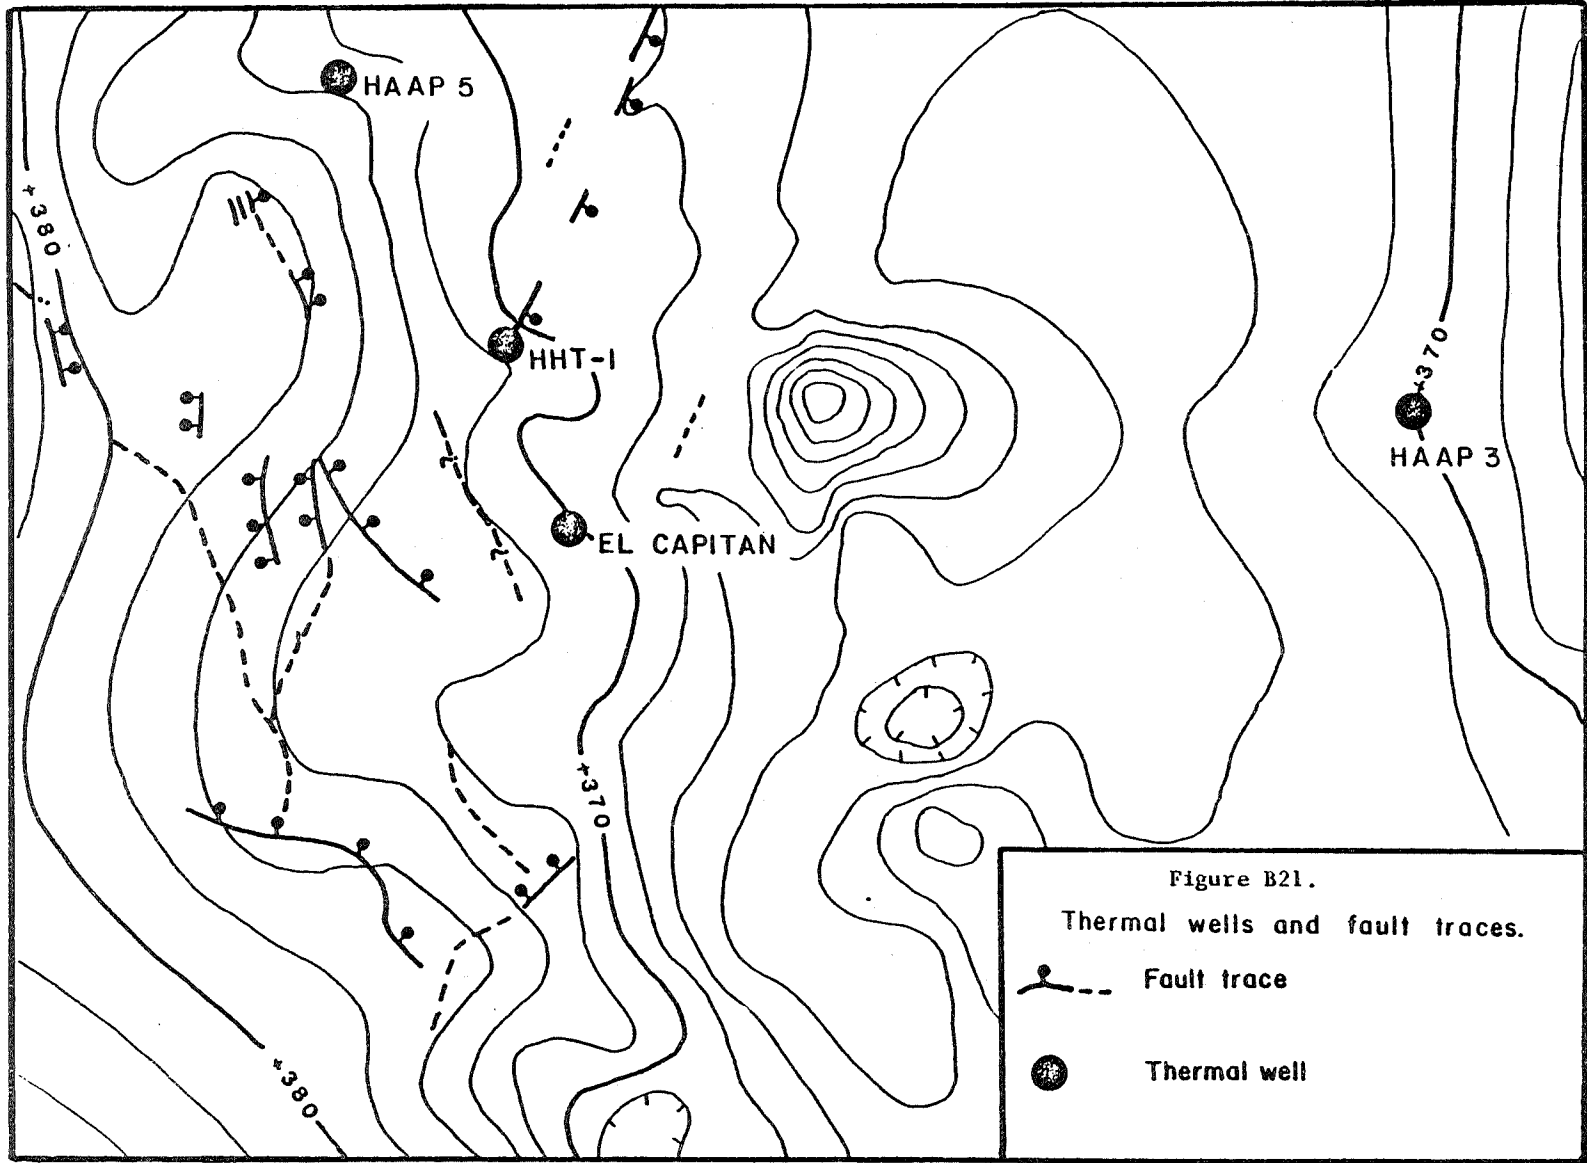 HAAP 5
+380
?
HHT-1
+370
HAAP 3
?
?
EL CAPITAN
+370
+380
Figure B21.
Thermal wells and fault traces.
Fault trace
Thermal well